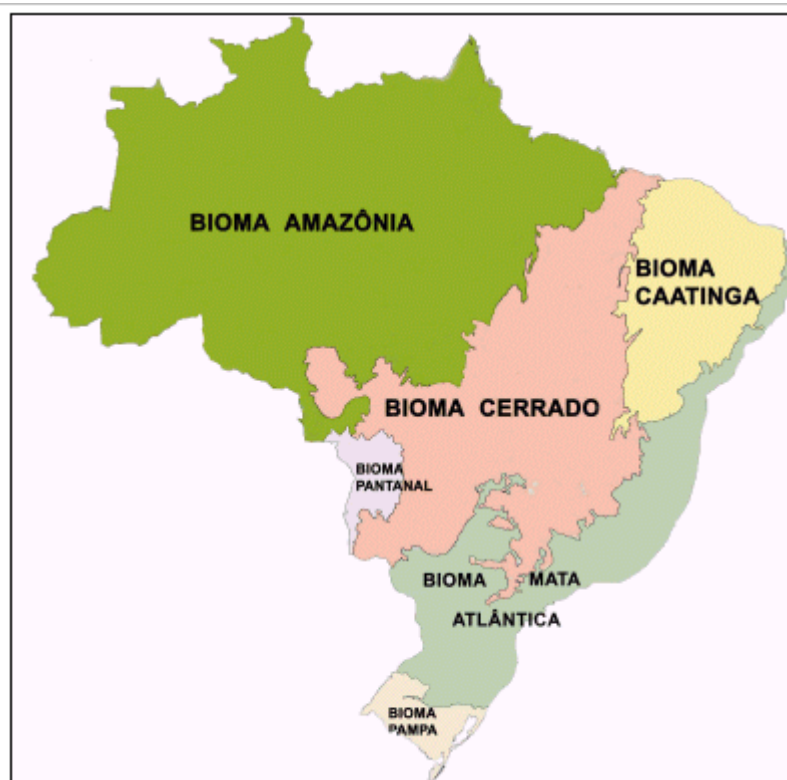 BIOMA AMAZÔNIA
BIOMA
CAATINGA
BIOMA CERRADO
BIOMA
PANTANAL
BIOMA MATA
ATLÂNTICA
BIOMA
PAMPA